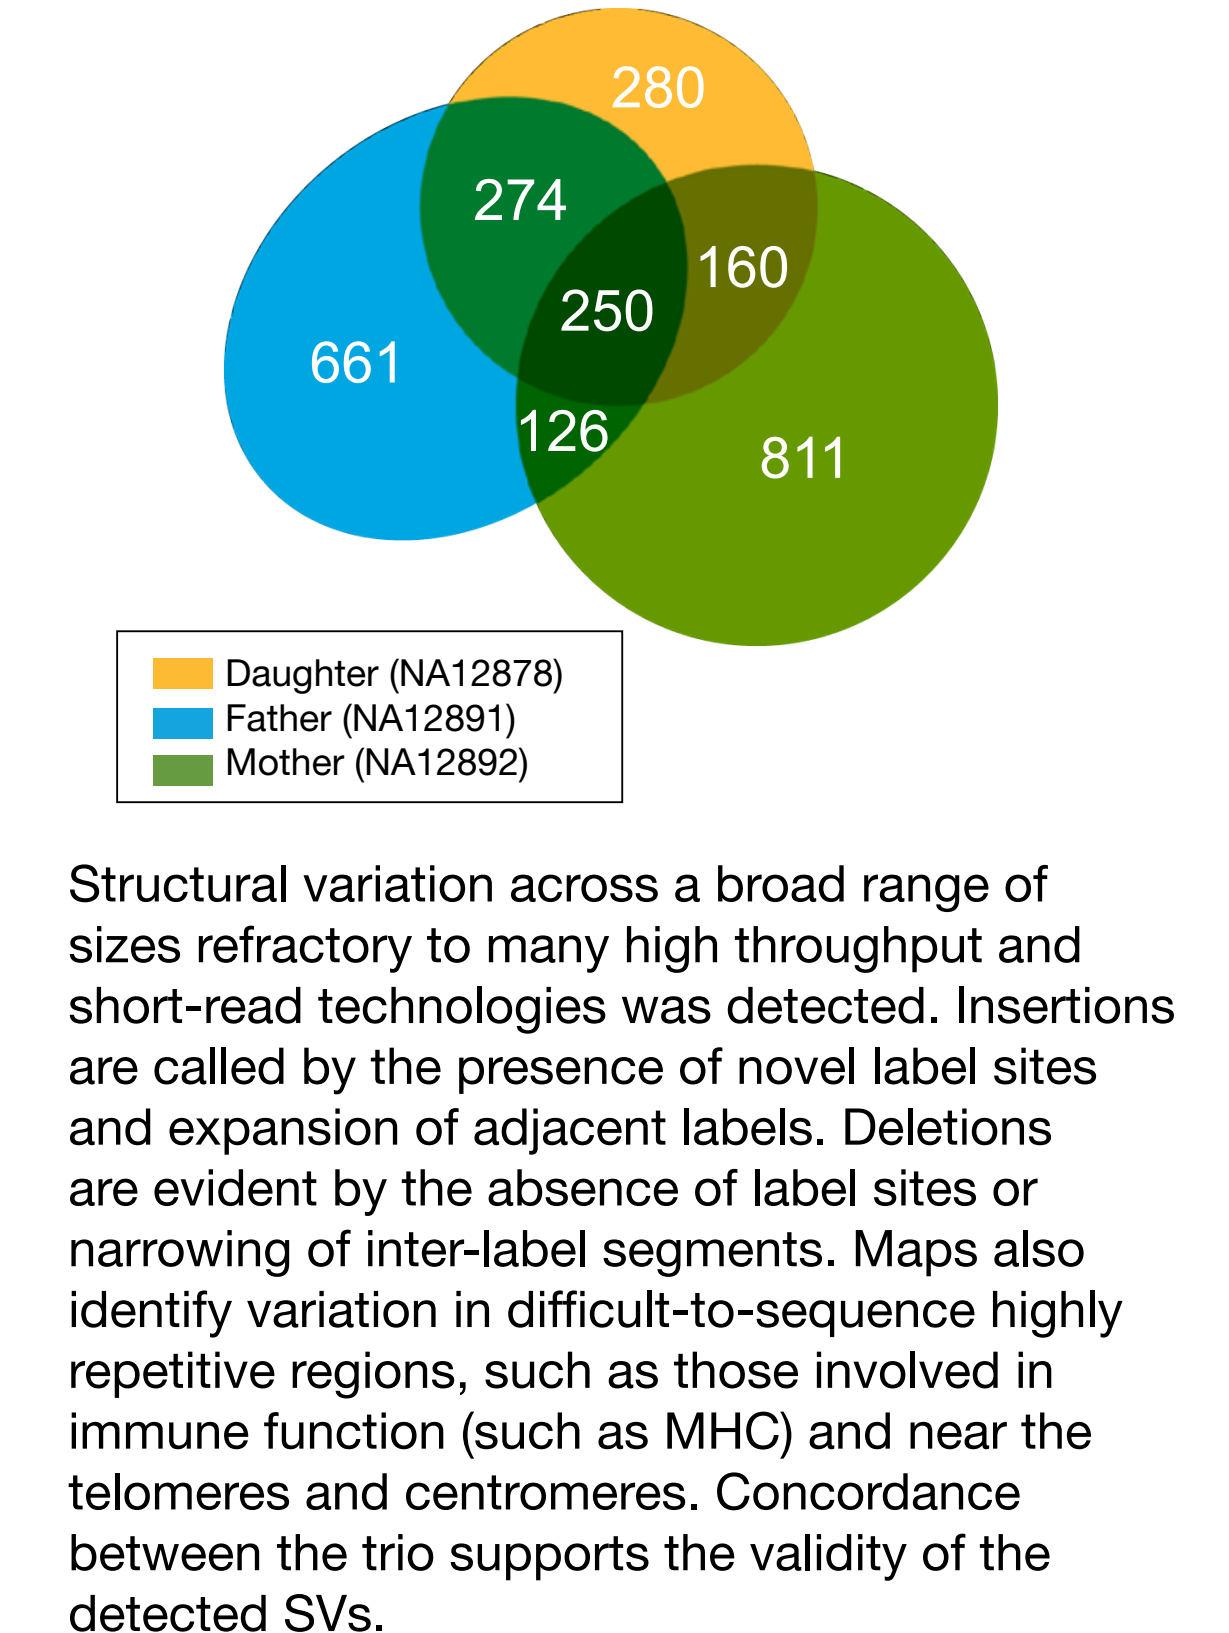 280
274
160
250
661
126
811
Daughter (NA12878)
Father (NA12891)
Mother (NA12892)
Structural variation across a broad range of
sizes refractory to many high throughput and
short-read technologies was detected. Insertions
are called by the presence of novel label sites
and expansion of adjacent labels. Deletions
are evident by the absence of label sites or
narrowing of inter-label segments. Maps also
identify variation in difficult-to-sequence highly
repetitive regions, such as those involved in
immune function (such as MHC) and near the
telomeres and centromeres. Concordance
between the trio supports the validity of the
detected SVs.